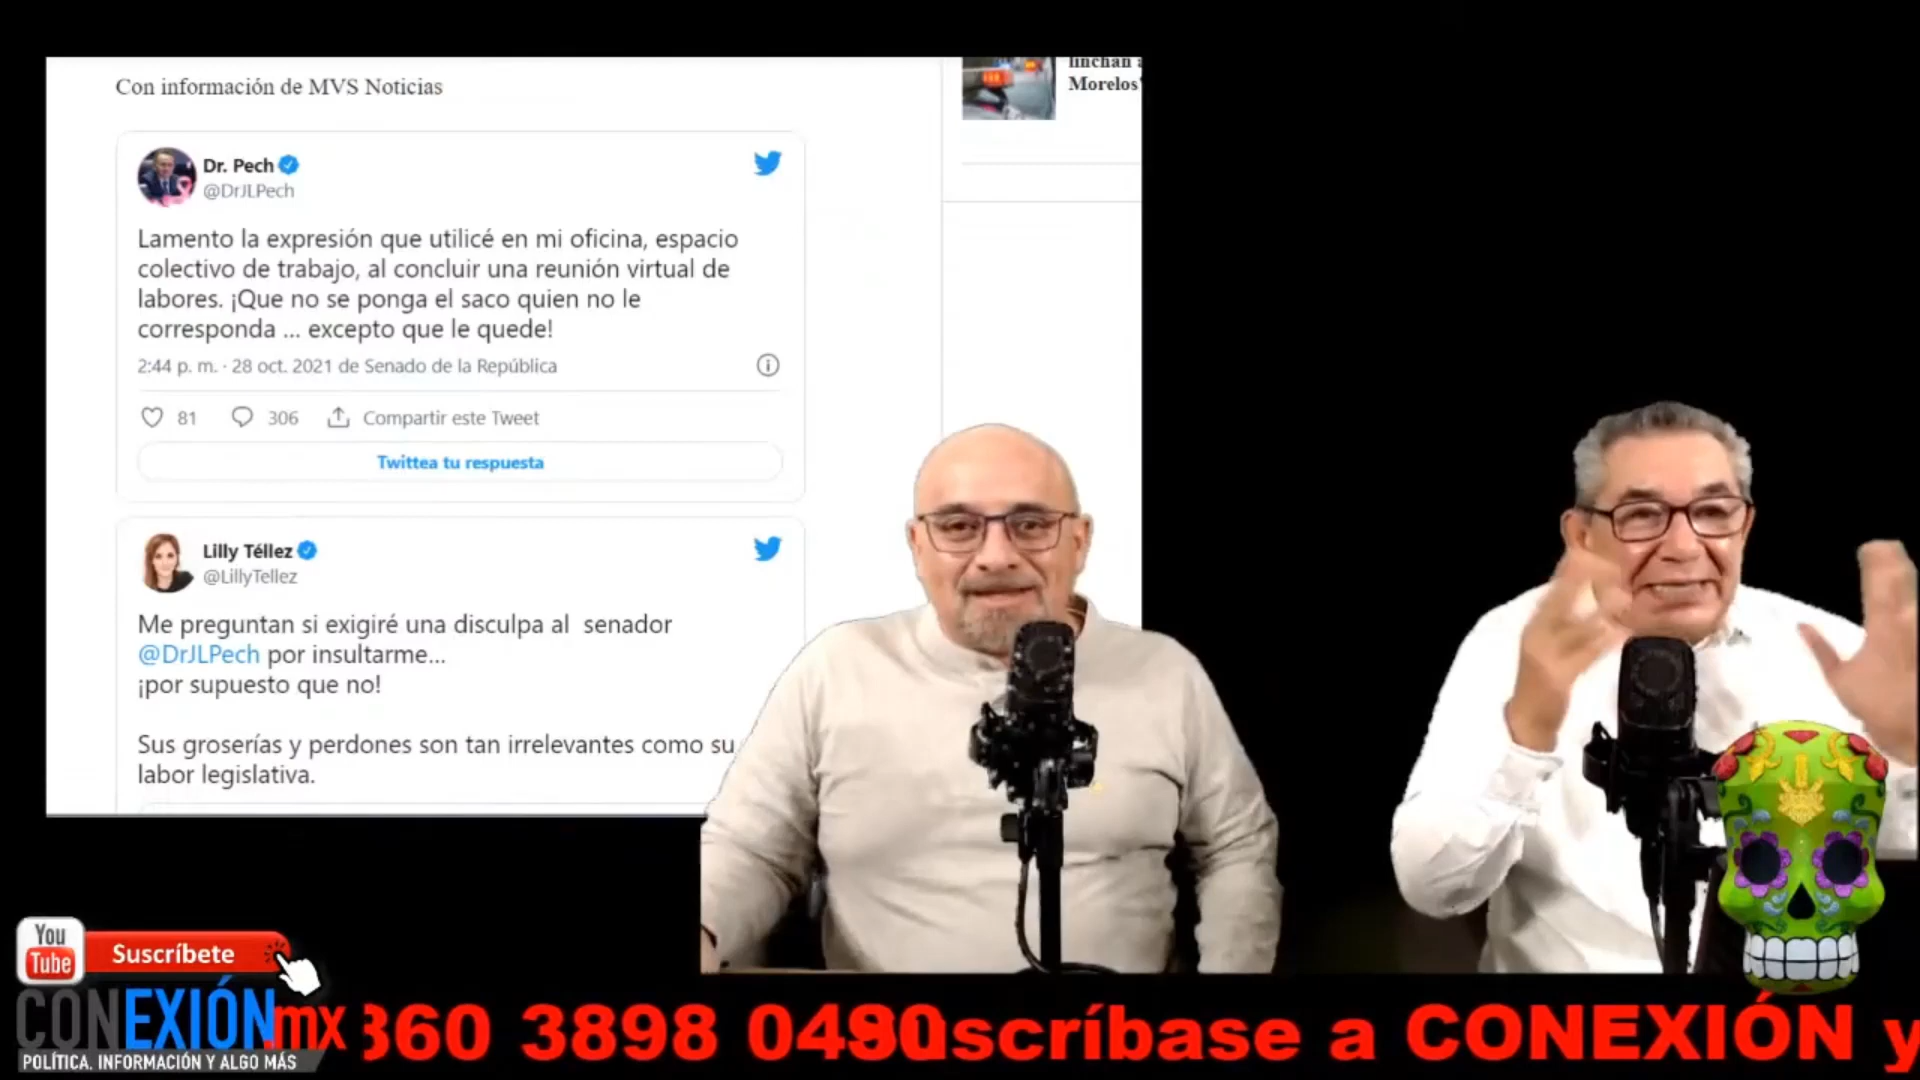 Con información de MVS Noticias
linchan a
Morelos
Dr. Pech
@DrJLPech
Lamento la expresión que utilicé en mi oficina, espacio
colectivo de trabajo, al concluir una reunión virtual de
labores. ¡Que no se ponga el saco quien no le
corresponda ... excepto que le quede!
2:44 p. m. · 28 oct. 2021 de Senado de la República
81 306 Compartir este Tweet
Twittea tu respuesta
Lilly Téllez
@LillyTellez
Me preguntan si exigiré una disculpa al senador
@DrJLPech por insultarme...
¡por supuesto que no!
Sus groserías y perdones son tan irrelevantes como su
labor legislativa.
You
Tube
Suscríbete
CONEXIÓN.mx
POLÍTICA, INFORMACIÓN Y ALGO MÁS
360 3898 0490
suscríbase a CONEXIÓN y